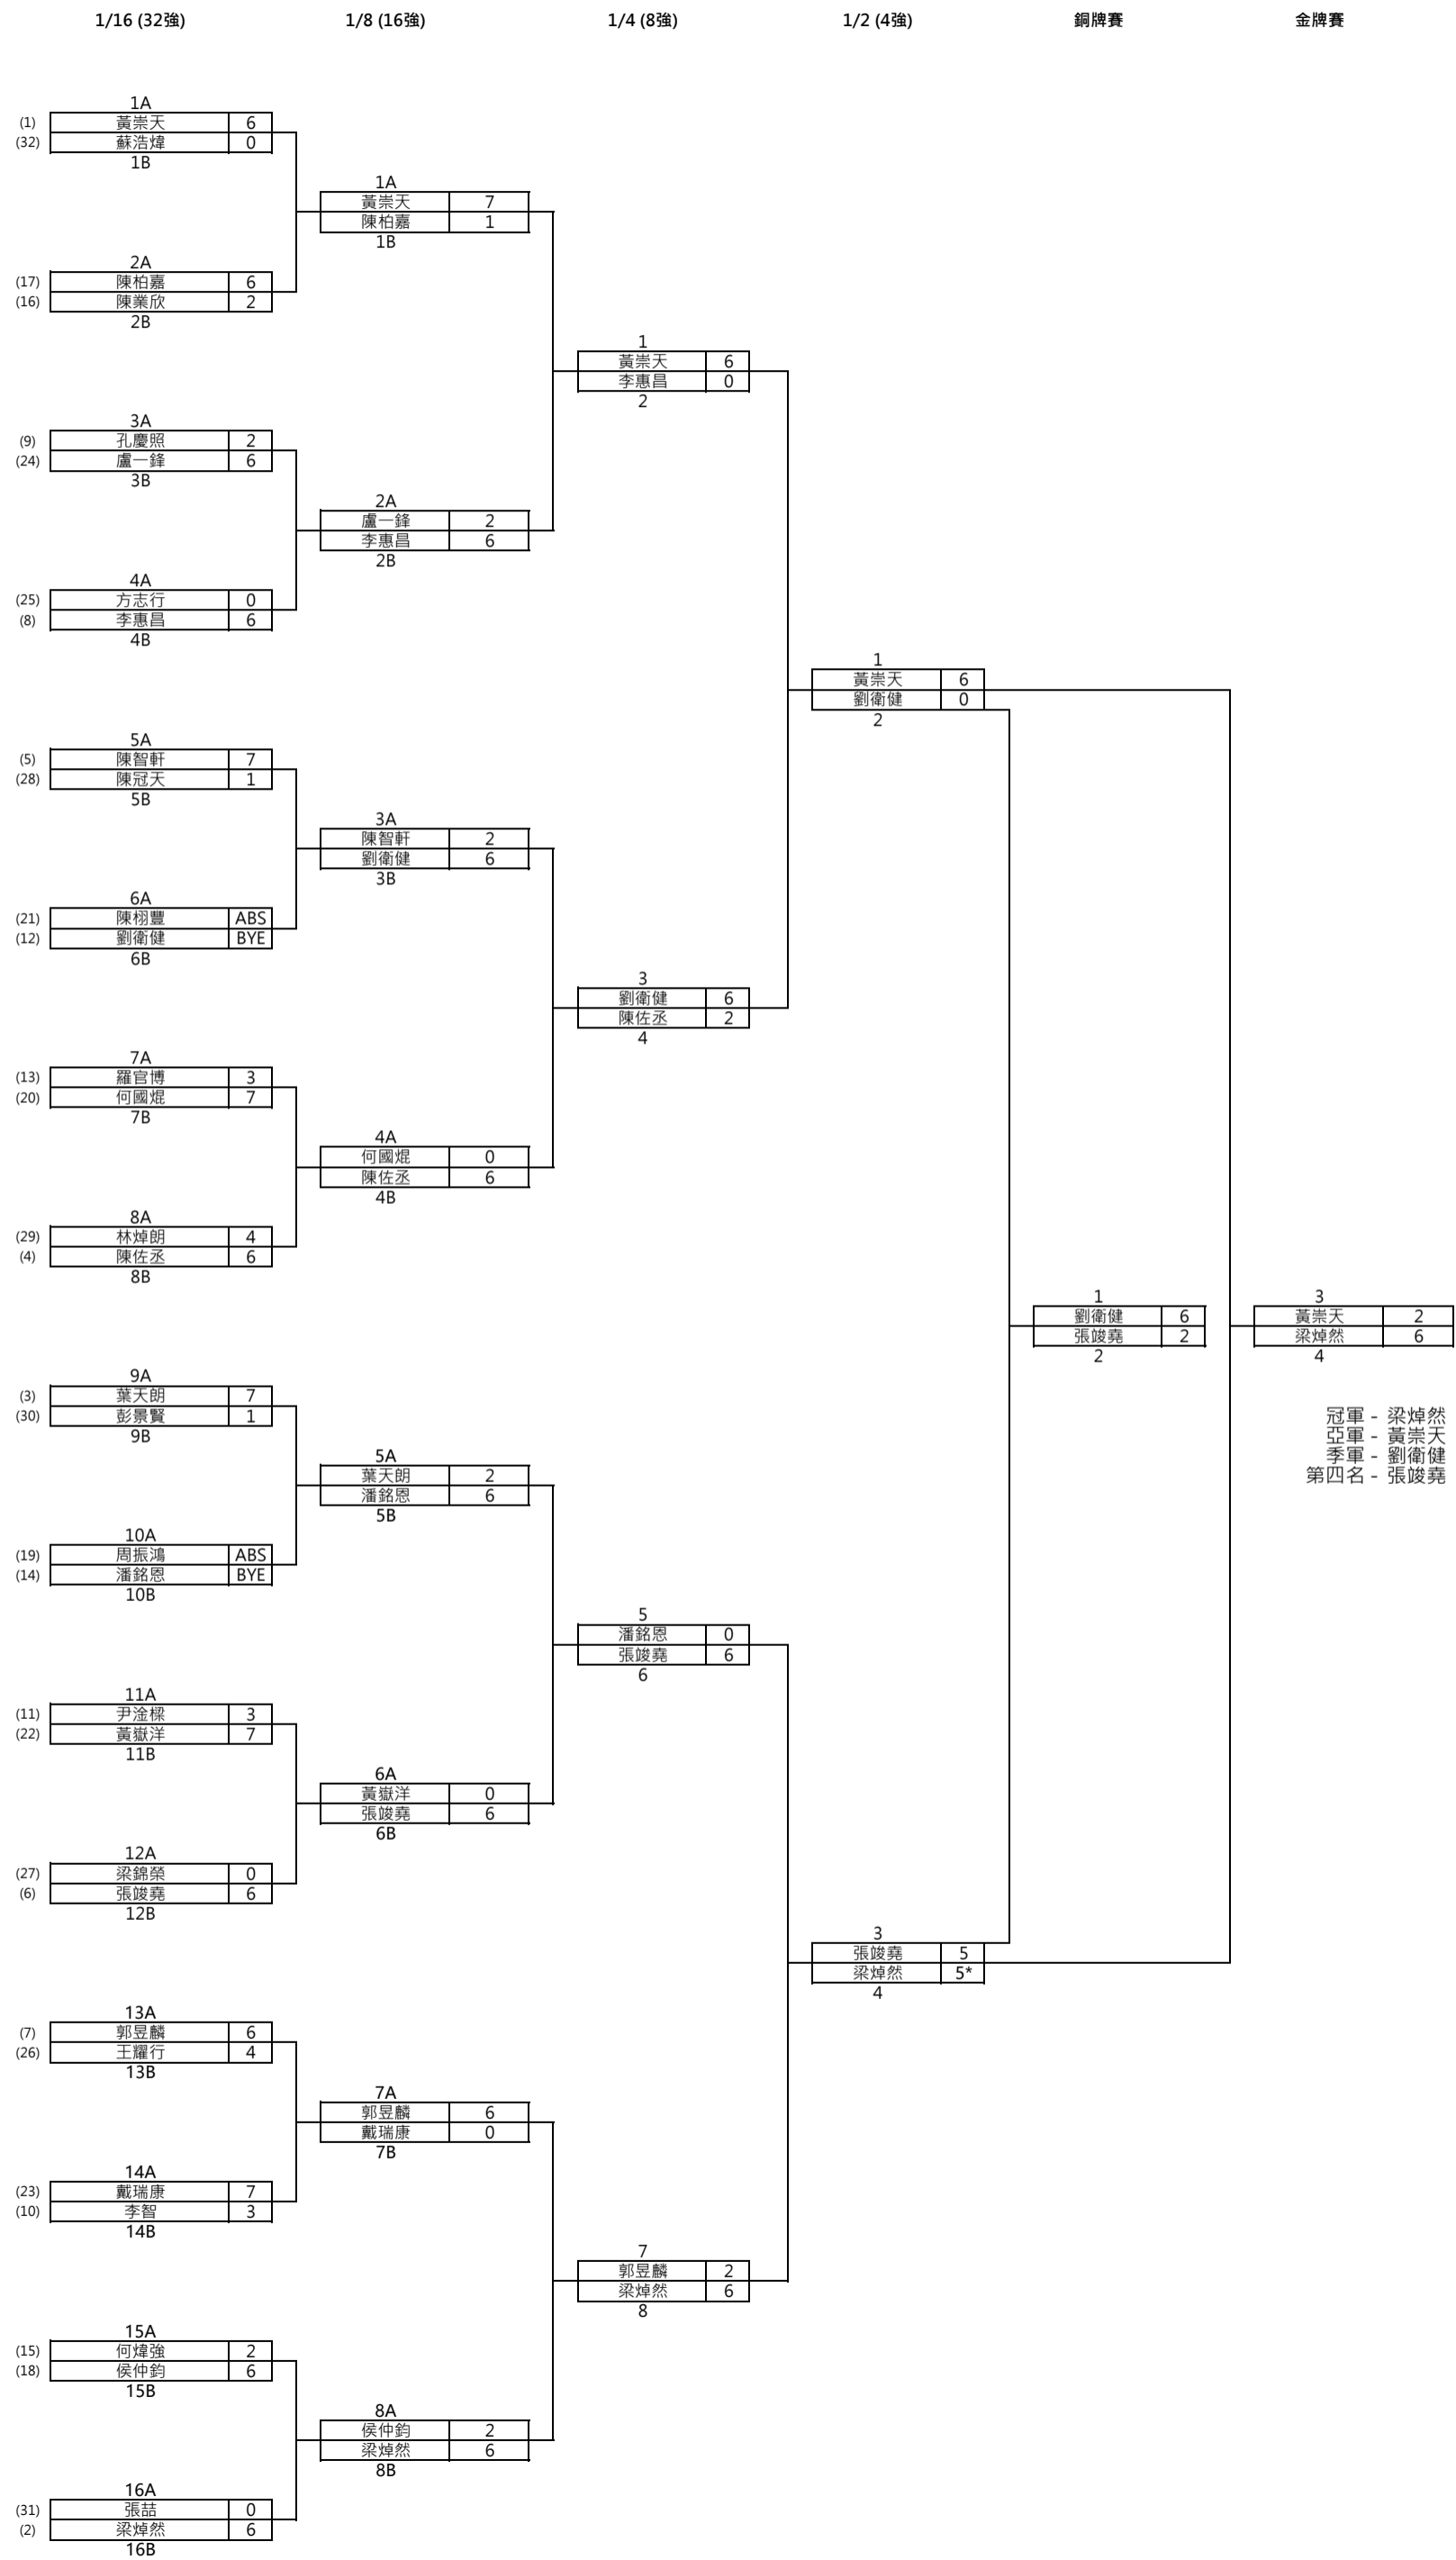 1/16 (32強) 1/8 (16強) 1/4 (8強) 1/2 (4強) 銅牌賽 金牌賽
1A
(1) 黃崇天 6
(32) 蘇浩煒 0
1B
1A
黃崇天 7
陳柏嘉 1
1B
2A
(17) 陳柏嘉 6
(16) 陳業欣 2
2B
1
黃崇天 6
李惠昌 0
2
3A
(9) 孔慶照 2
(24) 盧一鋒 6
3B
2A
盧一鋒 2
李惠昌 6
2B
4A
(25) 方志行 0
(8) 李惠昌 6
4B
1
黃崇天 6
劉衛健 0
2
5A
(5) 陳智軒 7
(28) 陳冠天 1
5B
3A
陳智軒 2
劉衛健 6
3B
6A
(21) 陳栩豐 ABS
(12) 劉衛健 BYE
6B
3
劉衛健 6
陳佐丞 2
4
7A
(13) 羅官博 3
(20) 何國焜 7
7B
4A
何國焜 0
陳佐丞 6
4B
8A
(29) 林焯朗 4
(4) 陳佐丞 6
8B
1
劉衛健 6
張竣堯 2
2
3
黃崇天 2
梁焯然 6
4
9A
(3) 葉天朗 7
(30) 彭景賢 1
9B
冠軍 - 梁焯然
亞軍 - 黃崇天
季軍 - 劉衛健
第四名 - 張竣堯
5A
葉天朗 2
潘銘恩 6
5B
10A
(19) 周振鴻 ABS
(14) 潘銘恩 BYE
10B
5
潘銘恩 0
張竣堯 6
6
11A
(11) 尹淦樑 3
(22) 黃嶽洋 7
11B
6A
黃嶽洋 0
張竣堯 6
6B
12A
(27) 梁錦榮 0
(6) 張竣堯 6
12B
3
張竣堯 5
梁焯然 5*
4
13A
(7) 郭昱麟 6
(26) 王耀行 4
13B
7A
郭昱麟 6
戴瑞康 0
7B
14A
(23) 戴瑞康 7
(10) 李智 3
14B
7
郭昱麟 2
梁焯然 6
8
15A
(15) 何煒強 2
(18) 侯仲鈞 6
15B
8A
侯仲鈞 2
梁焯然 6
8B
16A
(31) 張喆 0
(2) 梁焯然 6
16B